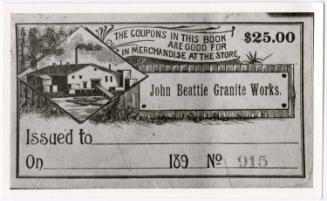 THE COUPONS IN THIS BOOK
ARE GOOD FOR
IN MERCHANDISE AT THE STORE
$25.00
John Beattie Granite Works.
Issued to
On 189 No 915